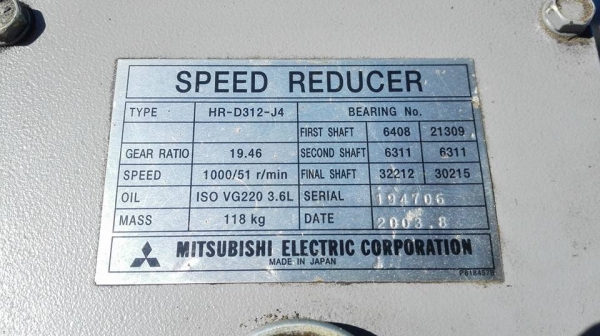 SPEED REDUCER
TYPE HR-D312-J4 BEARING No.
FIRST SHAFT 6408 21309
GEAR RATIO 19.46 SECOND SHAFT 6311 6311
SPEED 1000/51 r/min FINAL SHAFT 32212 30215
OIL ISO VG220 3.6L SERIAL 194706
MASS 118 kg DATE 2003.8
MITSUBISHI ELECTRIC CORPORATION
MADE IN JAPAN